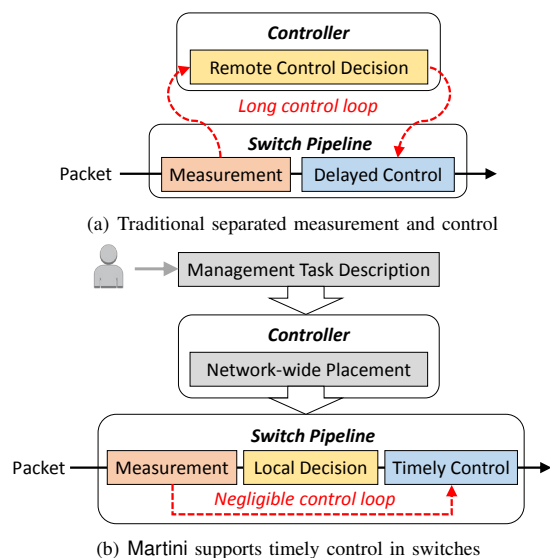 Controller
Remote Control Decision
Long control loop
Switch Pipeline
Packet
Measurement
Delayed Control
(a) Traditional separated measurement and control
Management Task Description
Controller
Network-wide Placement
Switch Pipeline
Packet
Measurement
Local Decision
Timely Control
Negligible control loop
(b) Martini supports timely control in switches